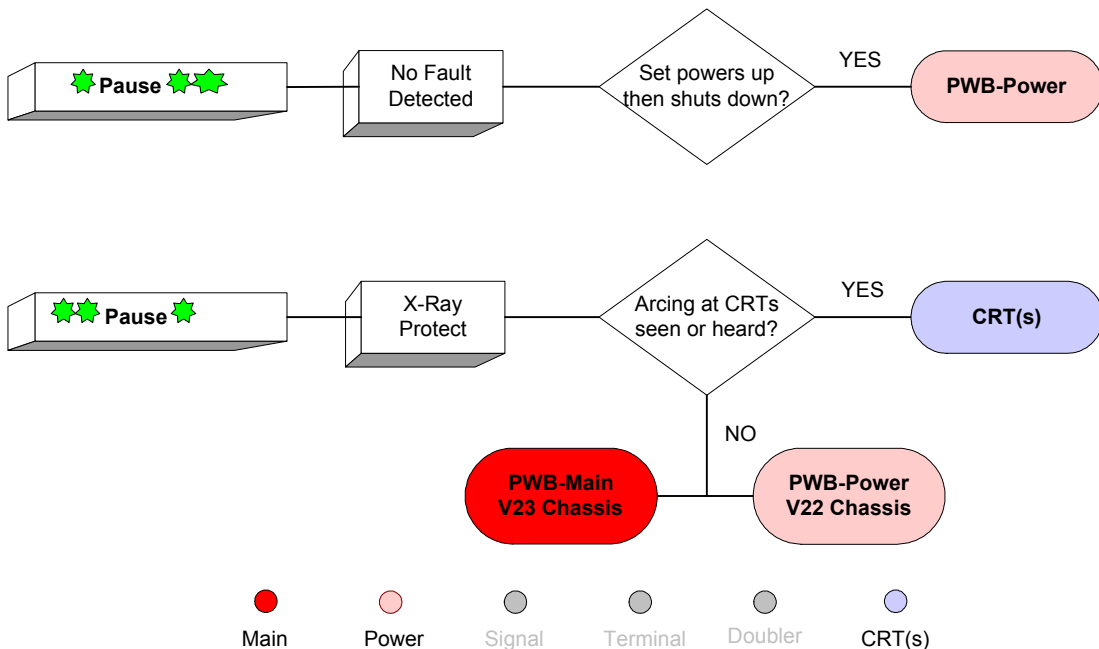 Pause
No Fault
Detected
Set powers up
then shuts down?
YES
PWB-Power
Pause
X-Ray
Protect
Arcing at CRTs
seen or heard?
YES
CRT(s)
NO
PWB-Main
V23 Chassis
PWB-Power
V22 Chassis
Main
Power
Signal
Terminal
Doubler
CRT(s)